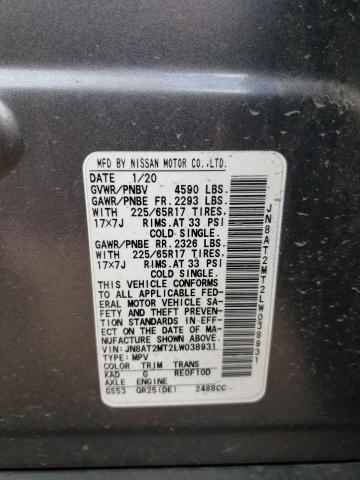 MFD BY NISSAN MOTOR CO.,LTD.
DATE 1/20
GVWR/PNBV 4590 LBS.
GAWR/PNBE FR. 2293 LBS.
WITH 225/65R17 TIRES,
17X7J RIMS.AT 33 PSI
COLD SINGLE.
GAWR/PNBE RR. 2326 LBS.
WITH 225/65R17 TIRES,
17X7J RIMS.AT 33 PSI
COLD SINGLE.
THIS VEHICLE CONFORMS
TO ALL APPLICABLE FED-
ERAL MOTOR VEHICLE SA-
FETY AND THEFT PREVEN-
TION STANDARDS IN EFF-
ECT ON THE DATE OF MA-
NUFACTURE SHOWN ABOVE.
VIN: JN8AT2MT2LW038931
TYPE: MPV
COLOR TRIM TRANS
KAD G RE0F10D
AXLE ENGINE
GS53 QR25(DE) 2488CC
JN8AT2MT2LW038931